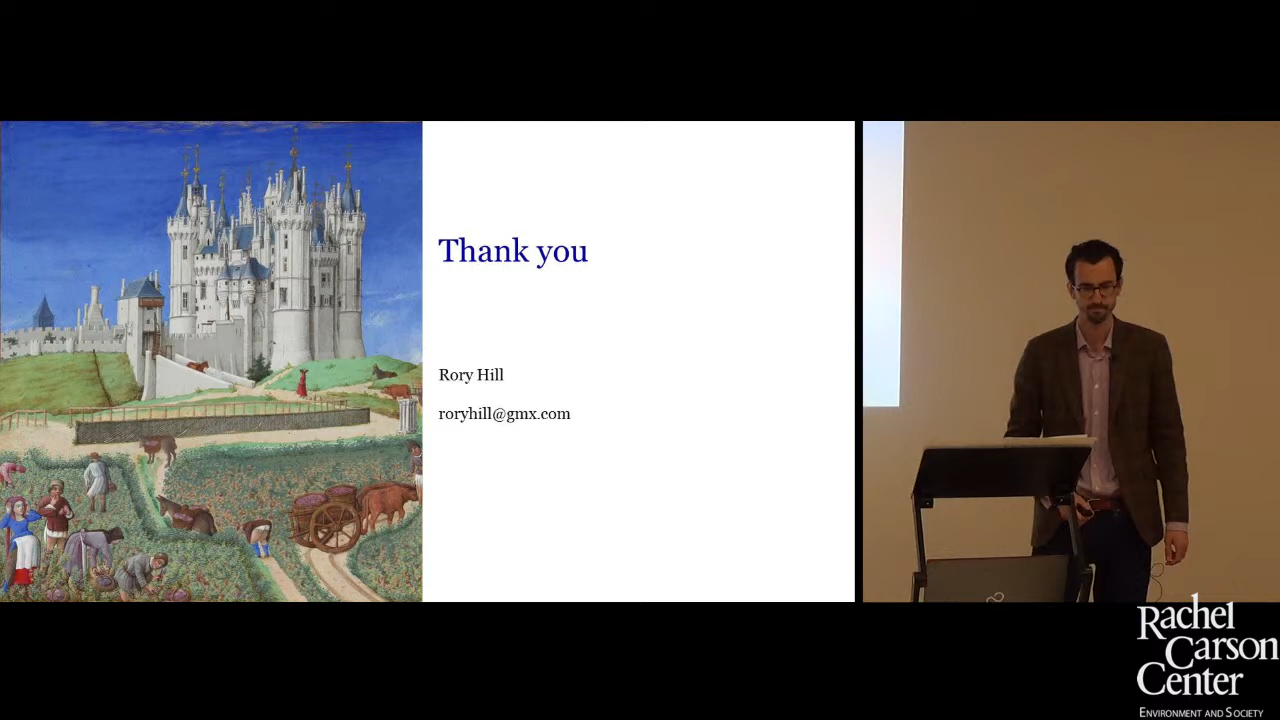 Thank you
Rory Hill
roryhill@gmx.com
Rachel
Carson
Center
ENVIRONMENT AND SOCIETY